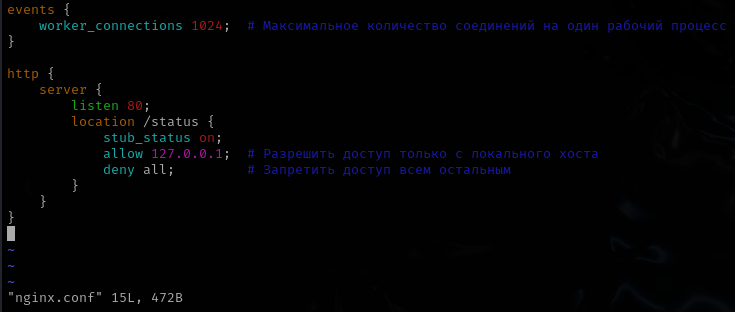 events {
    worker_connections 1024;  # Максимальное количество соединений на один рабочий процесс
}

http {
    server {
        listen 80;
        location /status {
            stub_status on;
            allow 127.0.0.1;  # Разрешить доступ только с локального хоста
            deny all;         # Запретить доступ всем остальным
        }
    }
}
~
~
~
"nginx.conf" 15L, 472B